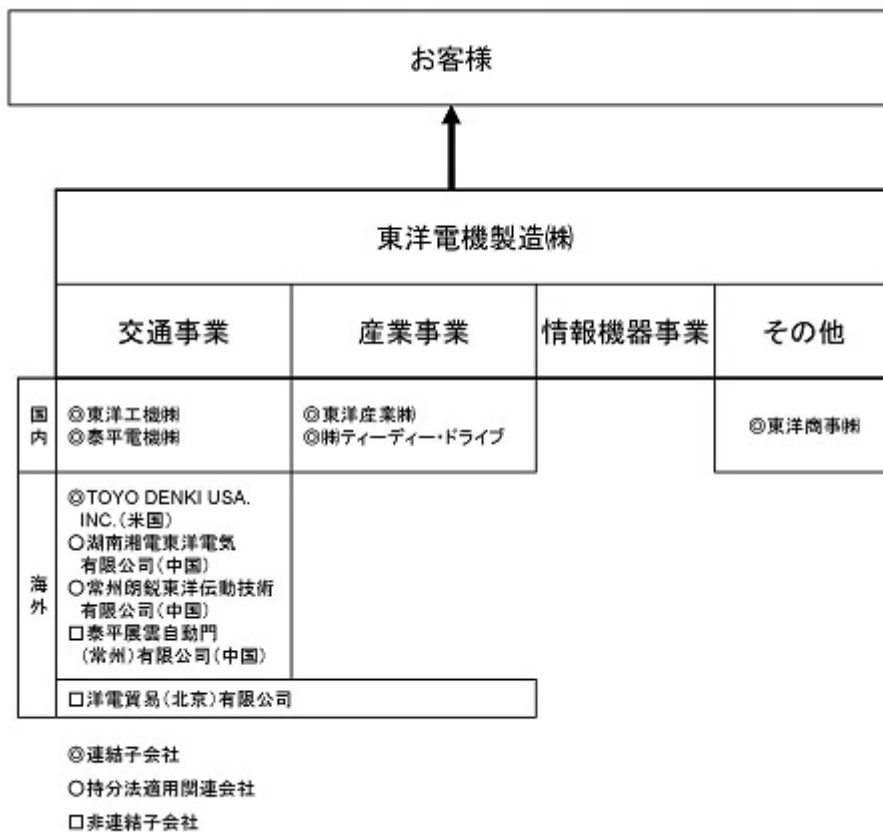 お客様
東洋電機製造㈱
交通事業
産業事業
情報機器事業
その他
国内
◎東洋工機㈱
◎泰平電機㈱
◎東洋産業㈱
◎㈱ティーディー・ドライブ
◎東洋商事㈱
海外
◎TOYO DENKI USA.
INC.(米国)
○湖南湘電東洋電気
有限公司(中国)
○常州朗鋭東洋伝動技術
有限公司(中国)
□泰平展雲自動門
(常州)有限公司(中国)
□洋電貿易(北京)有限公司
◎連結子会社
○持分法適用関連会社
□非連結子会社